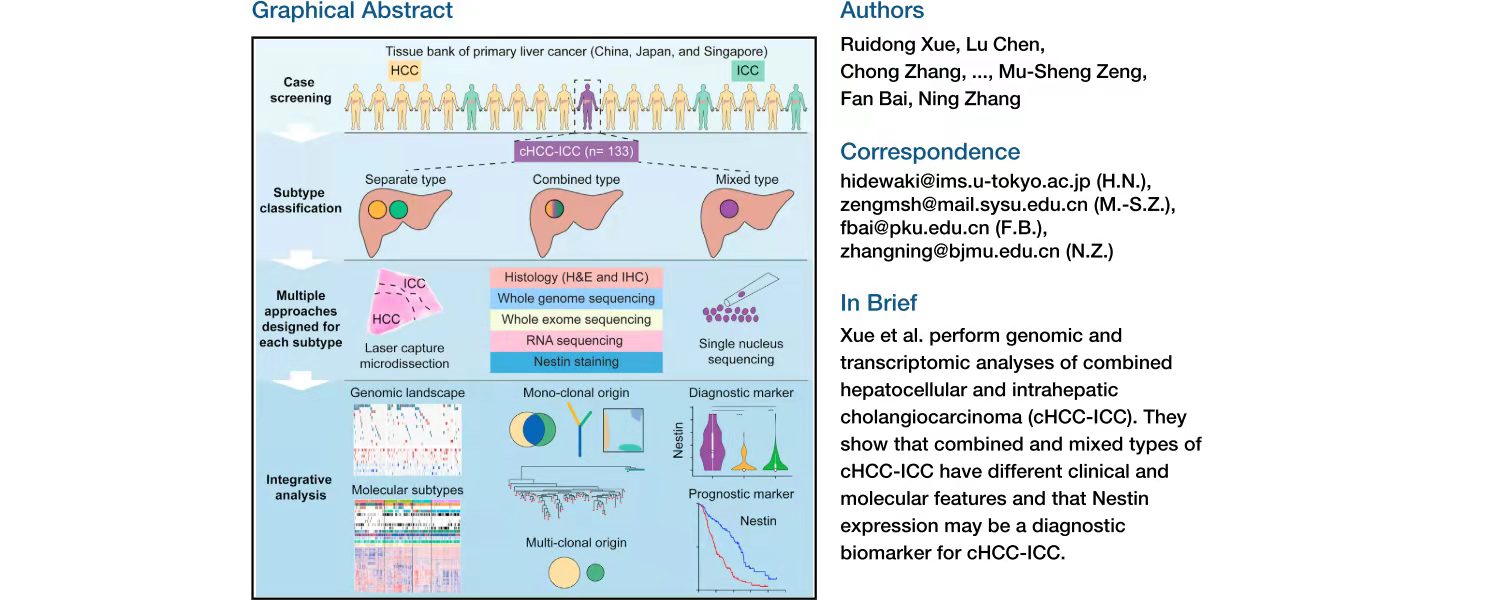 Graphical Abstract
Tissue bank of primary liver cancer (China, Japan, and Singapore)
HCC
ICC
Case
screening
cHCC-ICC (n= 133)
Subtype
classification
Separate type
Combined type
Mixed type
Multiple
approaches
designed for
each subtype
ICC
HCC
Laser capture
microdissection
Histology (H&E and IHC)
Whole genome sequencing
Whole exome sequencing
RNA sequencing
Nestin staining
Single nucleus
sequencing
Integrative
analysis
Genomic landscape
Molecular subtypes
Mono-clonal origin
Multi-clonal origin
Diagnostic marker
Nestin
Prognostic marker
Nestin
Authors
Ruidong Xue, Lu Chen,
Chong Zhang, ..., Mu-Sheng Zeng,
Fan Bai, Ning Zhang
Correspondence
hidewaki@ims.u-tokyo.ac.jp (H.N.),
zengmsh@mail.sysu.edu.cn (M.-S.Z.),
fbai@pku.edu.cn (F.B.),
zhangning@bjmu.edu.cn (N.Z.)
In Brief
Xue et al. perform genomic and
transcriptomic analyses of combined
hepatocellular and intrahepatic
cholangiocarcinoma (cHCC-ICC). They
show that combined and mixed types of
cHCC-ICC have different clinical and
molecular features and that Nestin
expression may be a diagnostic
biomarker for cHCC-ICC.